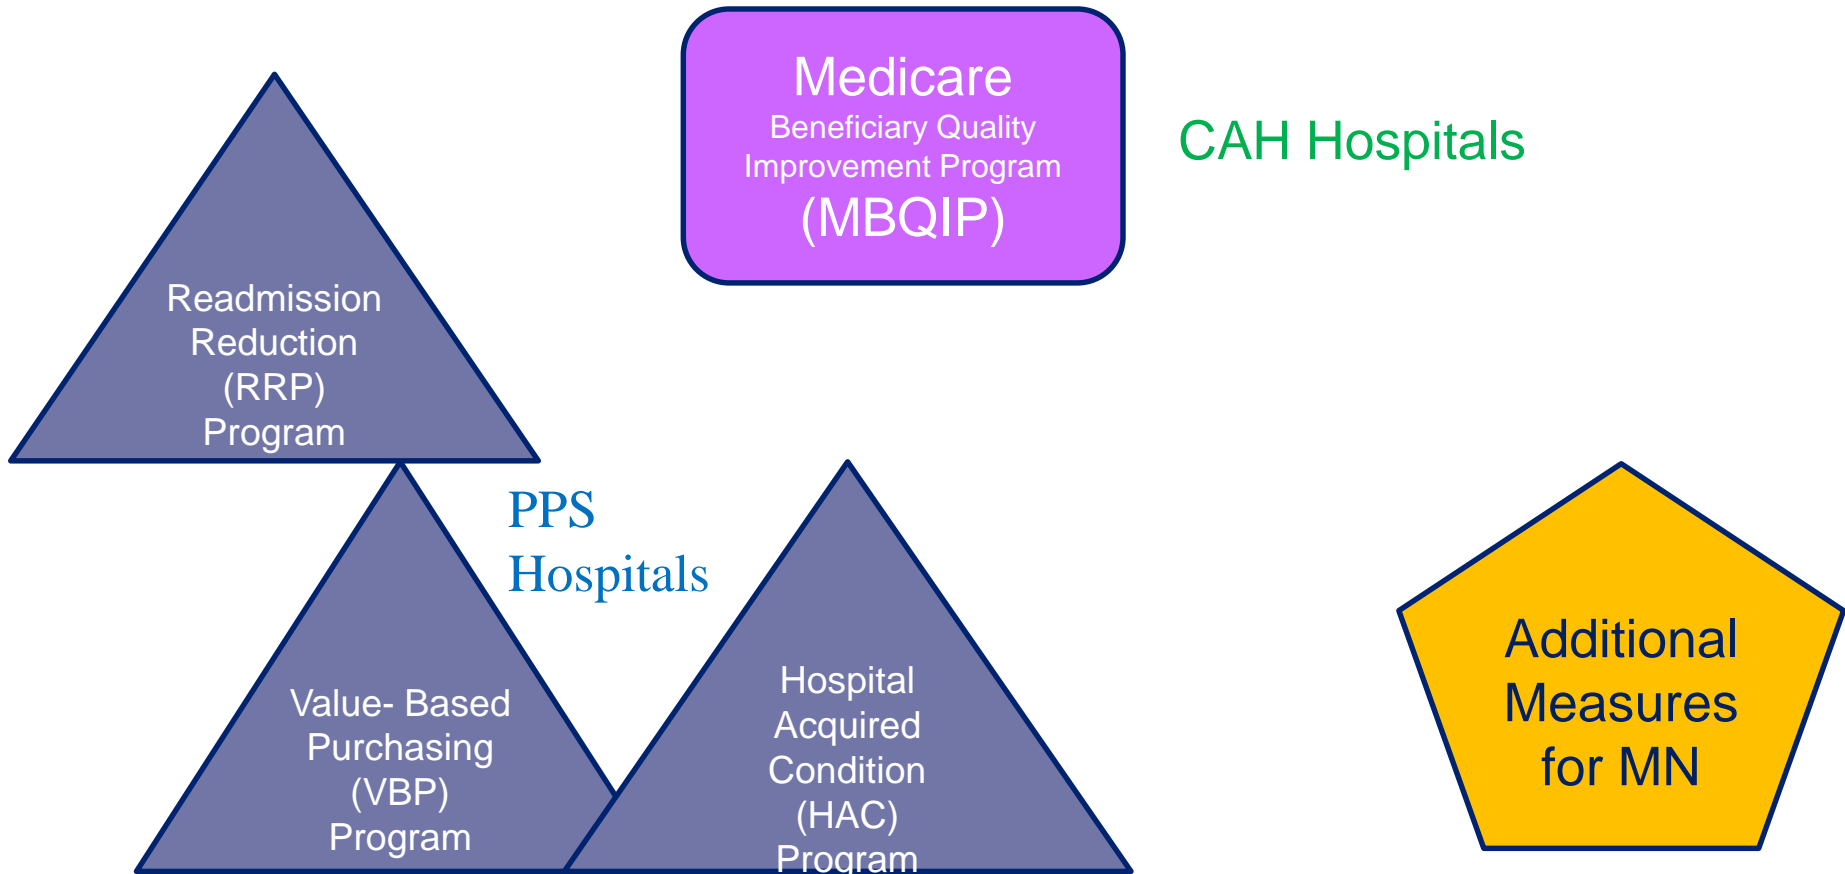 Medicare
Beneficiary Quality
Improvement Program
(MBQIP)
CAH Hospitals
Readmission
Reduction
(RRP)
Program
PPS
Hospitals
Value- Based
Purchasing
(VBP)
Program
Hospital
Acquired
Condition
(HAC)
Program
Additional
Measures
for MN